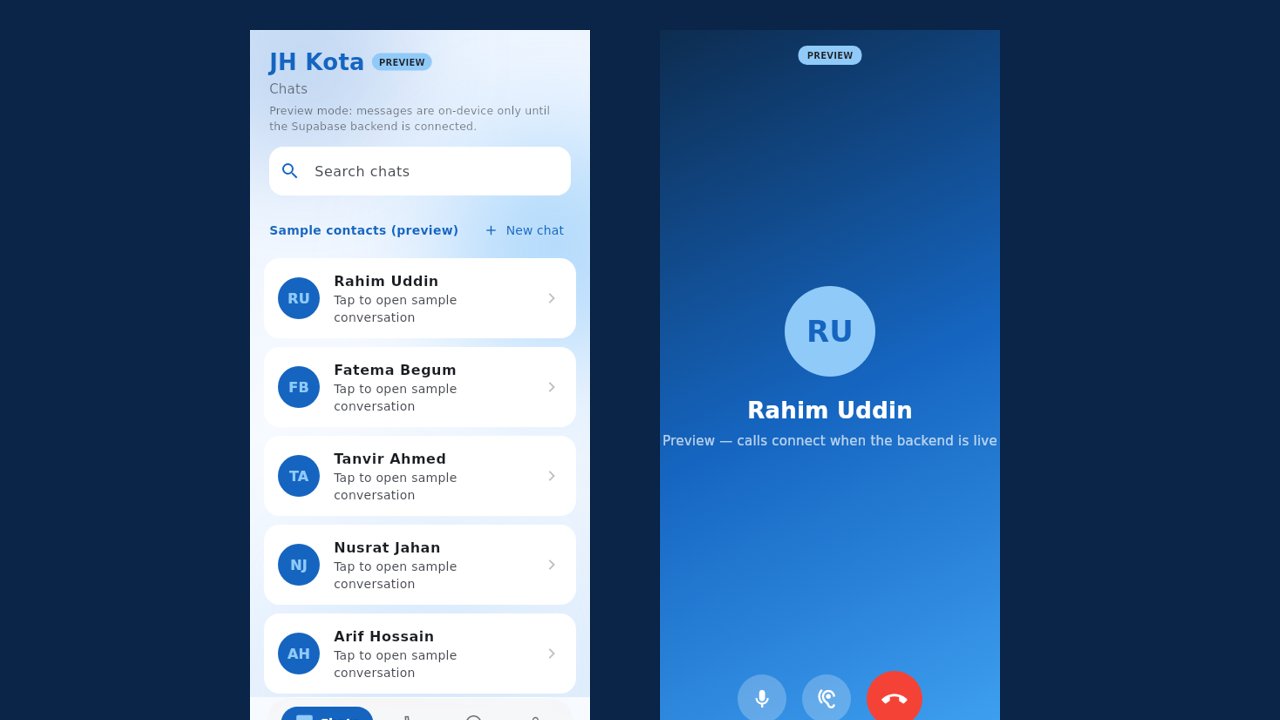 JH Kota PREVIEW
Chats
Preview mode: messages are on-device only until
the Supabase backend is connected.
Search chats
Sample contacts (preview)
New chat
RU
Rahim Uddin
Tap to open sample
conversation
FB
Fatema Begum
Tap to open sample
conversation
TA
Tanvir Ahmed
Tap to open sample
conversation
NJ
Nusrat Jahan
Tap to open sample
conversation
AH
Arif Hossain
Tap to open sample
conversation
PREVIEW
RU
Rahim Uddin
Preview — calls connect when the backend is live